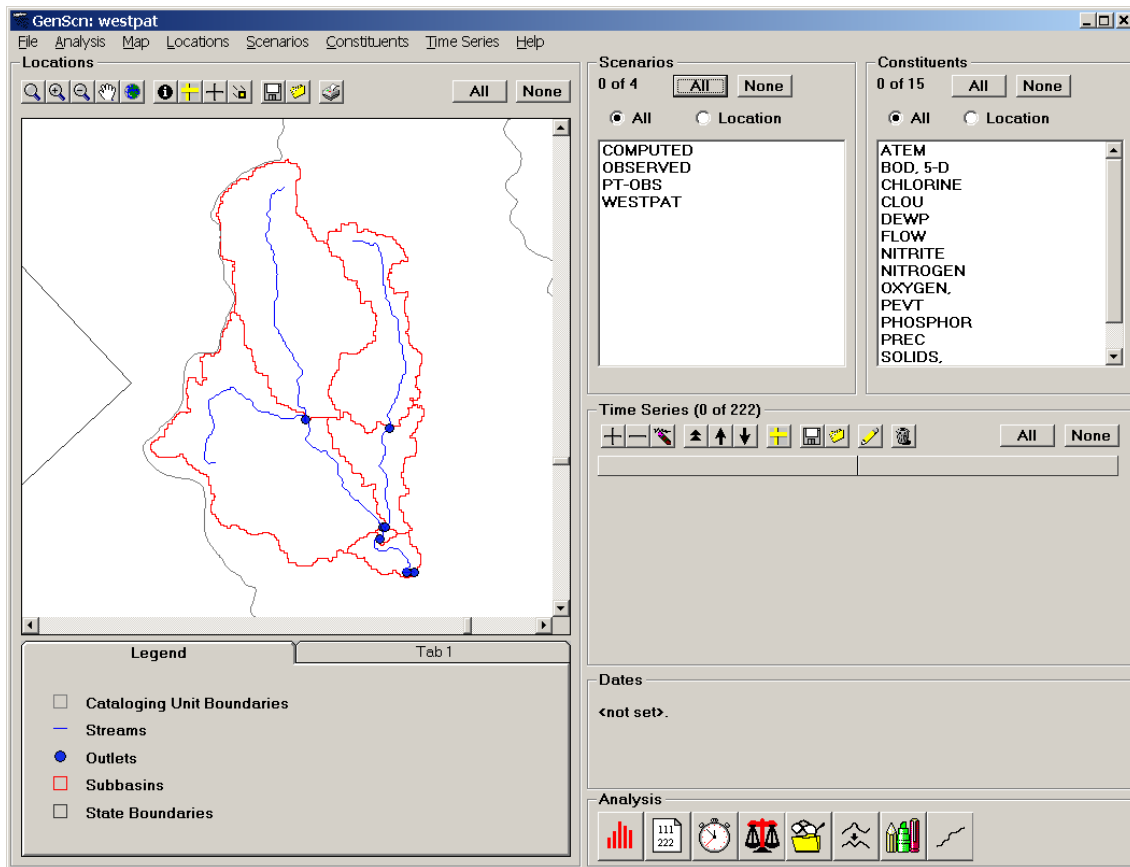 GenScn: westpat
File Analysis Map Locations Scenarios Constituents Time Series Help
Locations
All None
Legend Tab 1
Cataloging Unit Boundaries
Streams
Outlets
Subbasins
State Boundaries
Scenarios
0 of 4 All None
All Location
COMPUTED
OBSERVED
PT-OBS
WESTPAT
Constituents
0 of 15 All None
All Location
ATEM
BOD, 5-D
CHLORINE
CLOU
DEWP
FLOW
NITRITE
NITROGEN
OXYGEN,
PEVT
PHOSPHOR
PREC
SOLIDS,
Time Series (0 of 222)
All None
Dates
<not set>.
Analysis
111
222